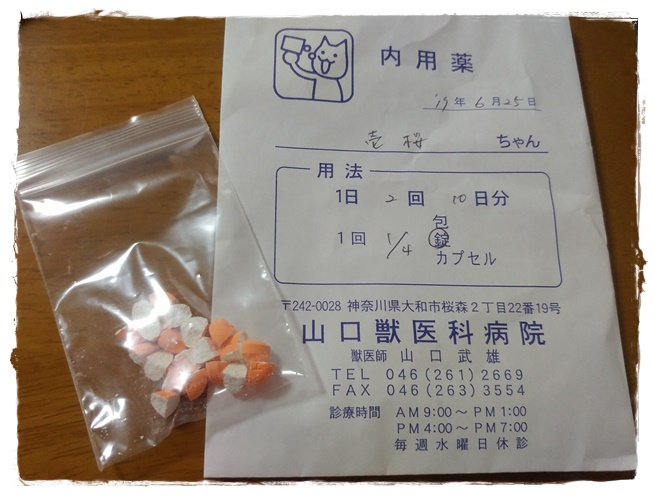 内用薬
'19年6月25日
壱桜 ちゃん
用法
1日 2 回 10 日分
包
1回 1/4 錠
カプセル
〒242-0028 神奈川県大和市桜森2丁目22番19号
山口獣医科病院
獣医師 山口武雄
TEL 046(261)2669
FAX 046(263)3554
診療時間 AM9:00～PM1:00
PM4:00～PM7:00
毎週水曜日休診